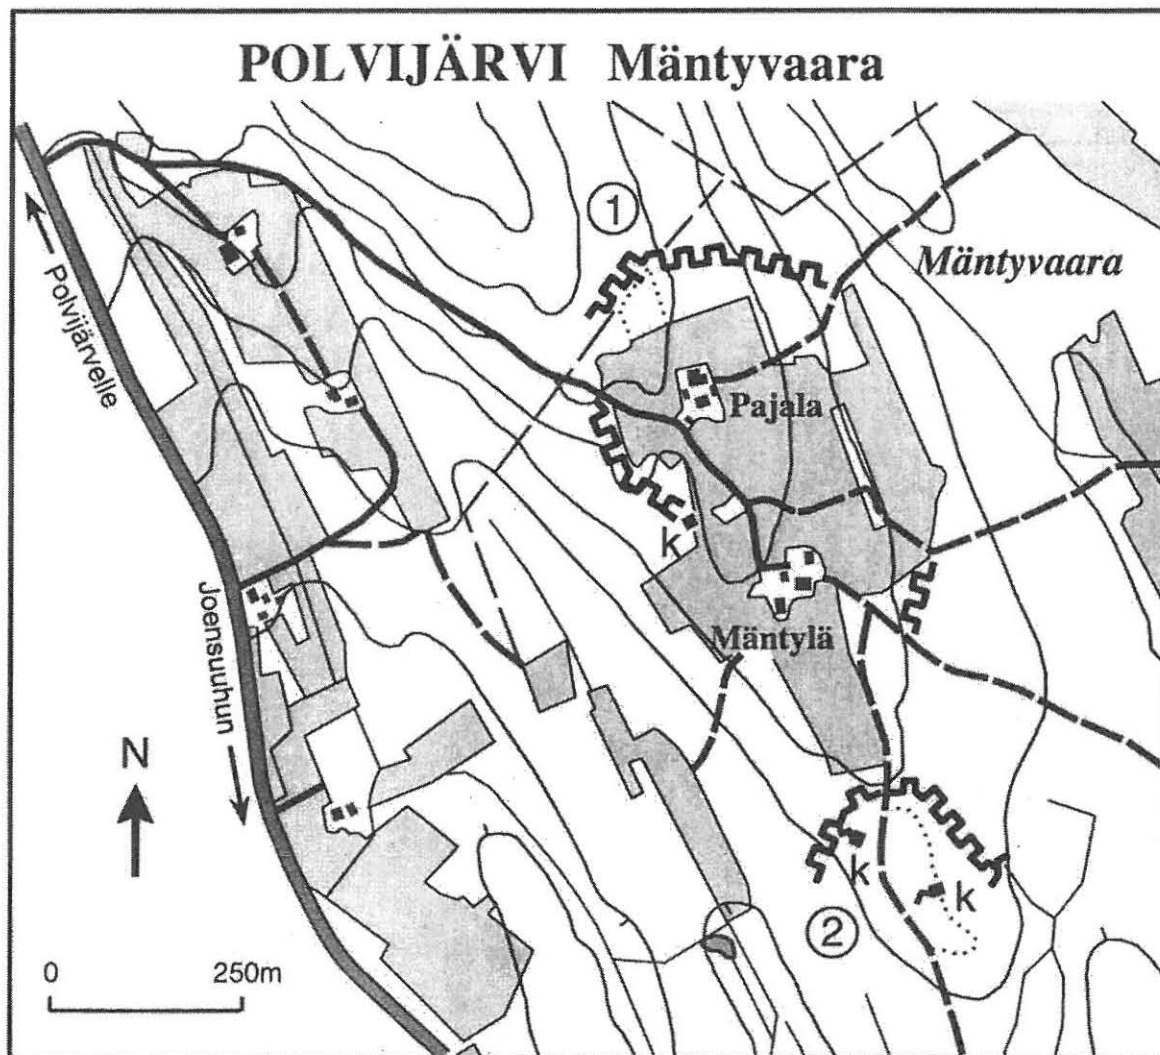 POLVIJÄRVI Mäntyvaara
1
Mäntyvaara
Polvijärvelle
Pajala
k
Joensuuhun
Mäntylä
N
k
k
2
0 250m